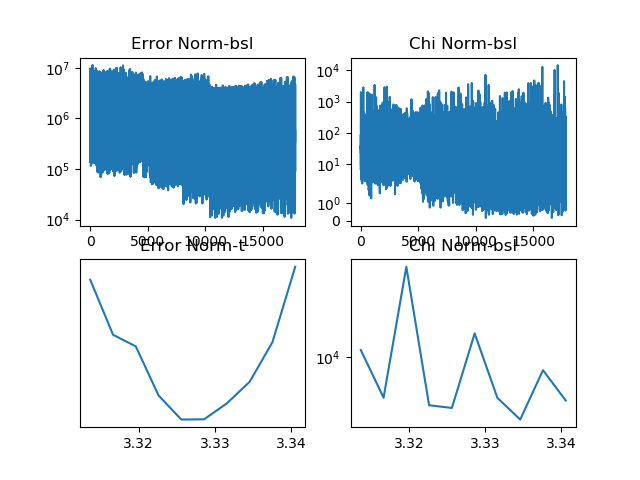 Error Norm-bsl
Chi Norm-bsl
10^7
10^6
10^5
10^4
10^4
10^3
10^2
10^1
10^0
0
0 5000 10000 15000
0 5000 10000 15000
Error Norm-t
Chi Norm-bsl
10^4
3.32 3.33 3.34
3.32 3.33 3.34